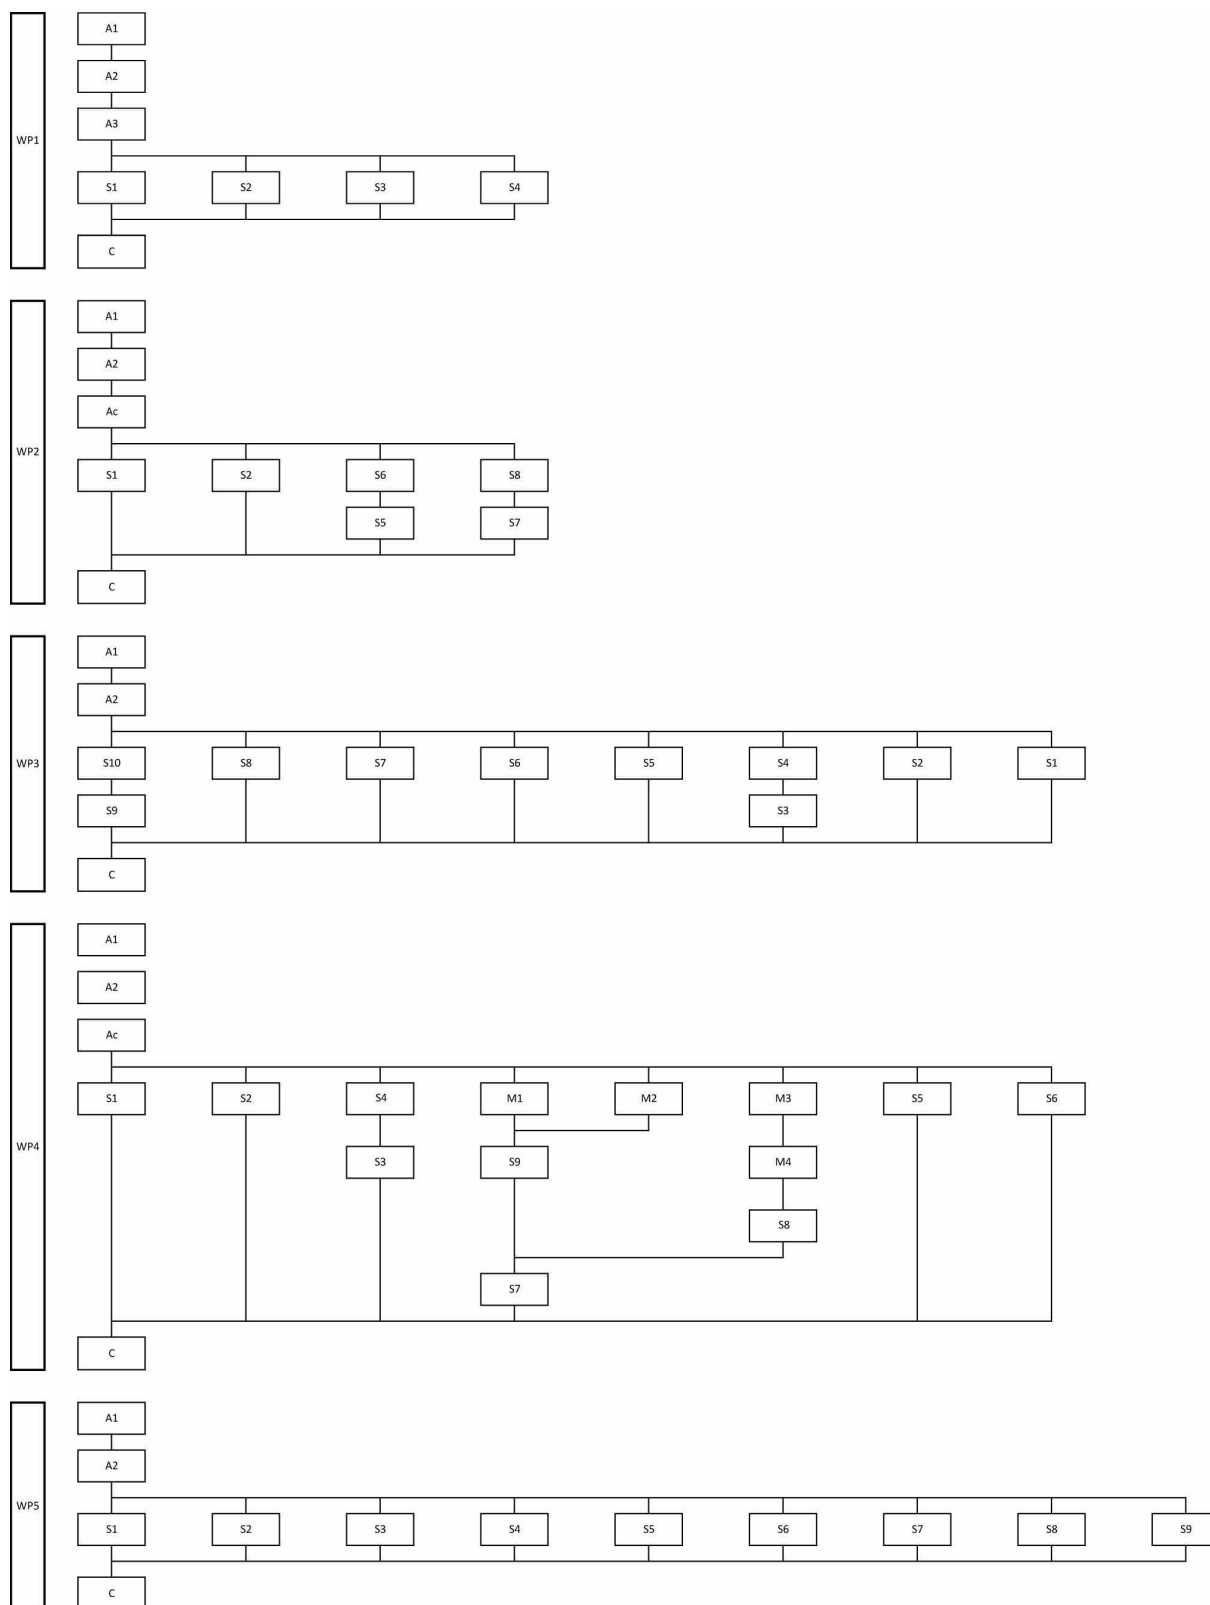 A1
A2
A3
WP1
S1 S2 S3 S4
C
A1
A2
Ac
WP2
S1 S2 S6 S8
S5 S7
C
A1
A2
WP3
S10 S8 S7 S6 S5 S4 S2 S1
S9 S3
C
A1
A2
Ac
S1 S2 S4 M1 M2 M3 S5 S6
WP4
S3 S9 M4
S8
S7
C
A1
A2
WP5
S1 S2 S3 S4 S5 S6 S7 S8 S9
C